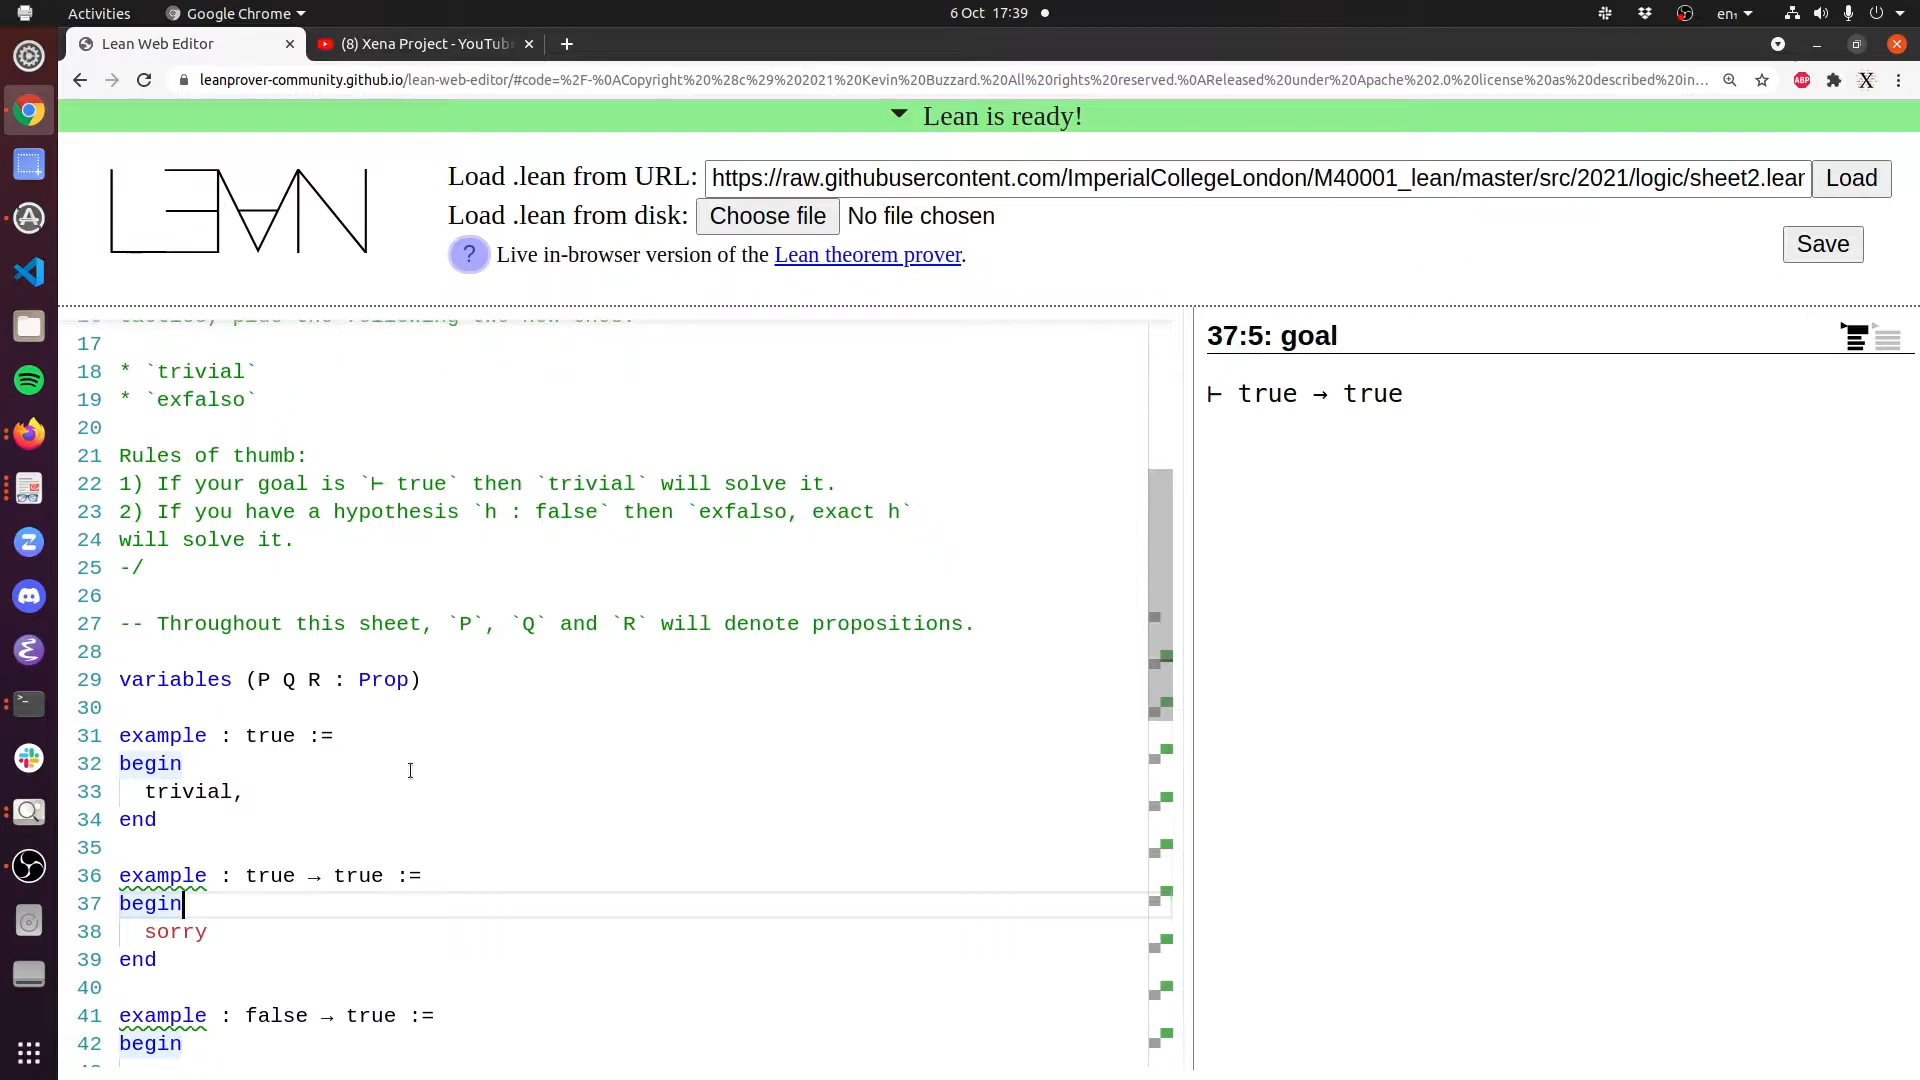 Activities
Google Chrome
6 Oct 17:39
en₁
Lean Web Editor
(8) Xena Project - YouTub
leanprover-community.github.io/lean-web-editor/#code=%2F-%0ACopyright%20%28c%29%202021%20Kevin%20Buzzard.%20All%20rights%20reserved.%0AReleased%20under%20Apache%202.0%20license%20as%20described%20in...
ABP
Lean is ready!
LEAN
Load .lean from URL: https://raw.githubusercontent.com/ImperialCollegeLondon/M40001_lean/master/src/2021/logic/sheet2.lean Load
Load .lean from disk: Choose file No file chosen
? Live in-browser version of the Lean theorem prover.
Save
37:5: goal
⊢ true → true
17
18 * `trivial`
19 * `exfalso`
20
21 Rules of thumb:
22 1) If your goal is `⊢ true` then `trivial` will solve it.
23 2) If you have a hypothesis `h : false` then `exfalso, exact h`
24 will solve it.
25 -/
26
27 -- Throughout this sheet, `P`, `Q` and `R` will denote propositions.
28
29 variables (P Q R : Prop)
30
31 example : true :=
32 begin
33 trivial,
34 end
35
36 example : true → true :=
37 begin
38 sorry
39 end
40
41 example : false → true :=
42 begin